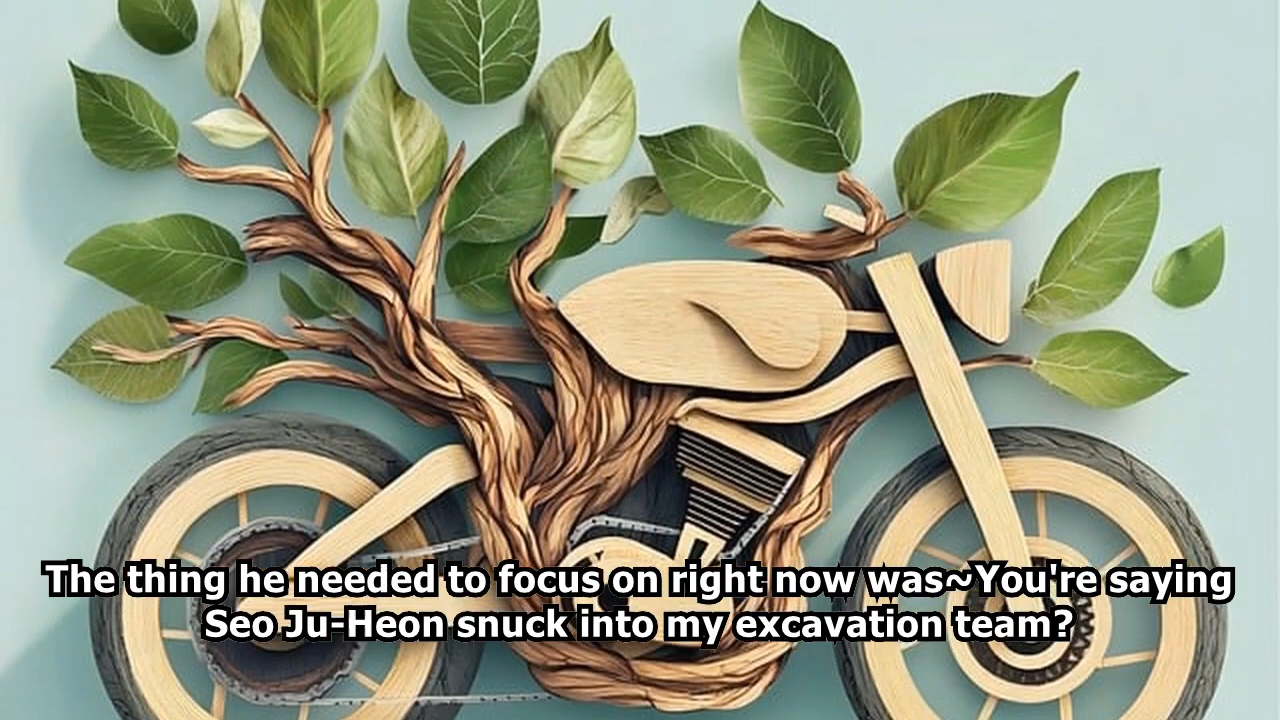 The thing he needed to focus on right now was~You're saying
Seo Ju-Heon snuck into my excavation team?